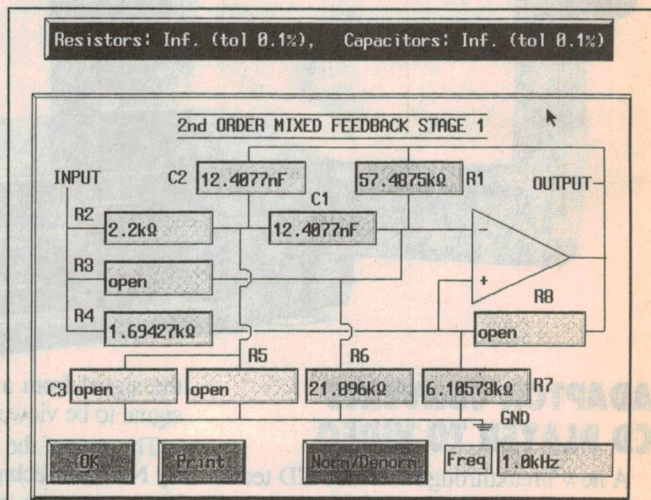 Resistors: Inf. (tol 0.1%), Capacitors: Inf. (tol 0.1%)
2nd ORDER MIXED FEEDBACK STAGE 1
INPUT
C2 12.4077nF
57.4875kΩ R1
OUTPUT
C1
R2 2.2kΩ
12.4077nF
-
R3 open
+
R8
R4 1.69427kΩ
open
R5
R6
C3 open
open
21.896kΩ
6.18573kΩ R7
GND
OK
Print
Norm/Denorm
Freq 1.0kHz